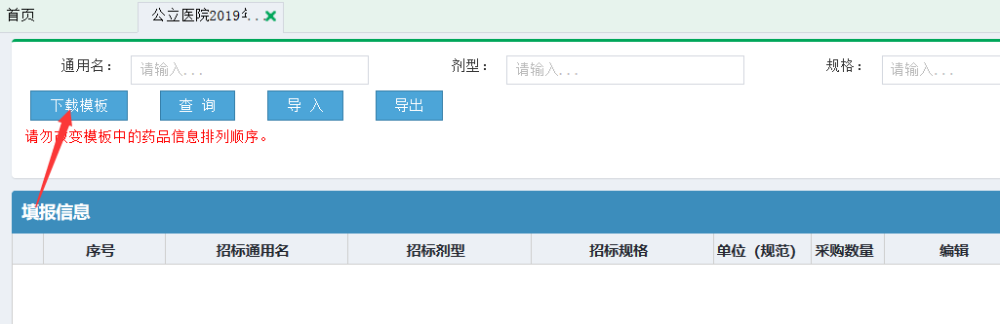 首页 公立医院2019年...
通用名： 请输入... 剂型： 请输入... 规格： 请输入...
下载模板 查 询 导 入 导出
请勿改变模板中的药品信息排列顺序。
填报信息
序号 招标通用名 招标剂型 招标规格 单位（规范） 采购数量 编辑